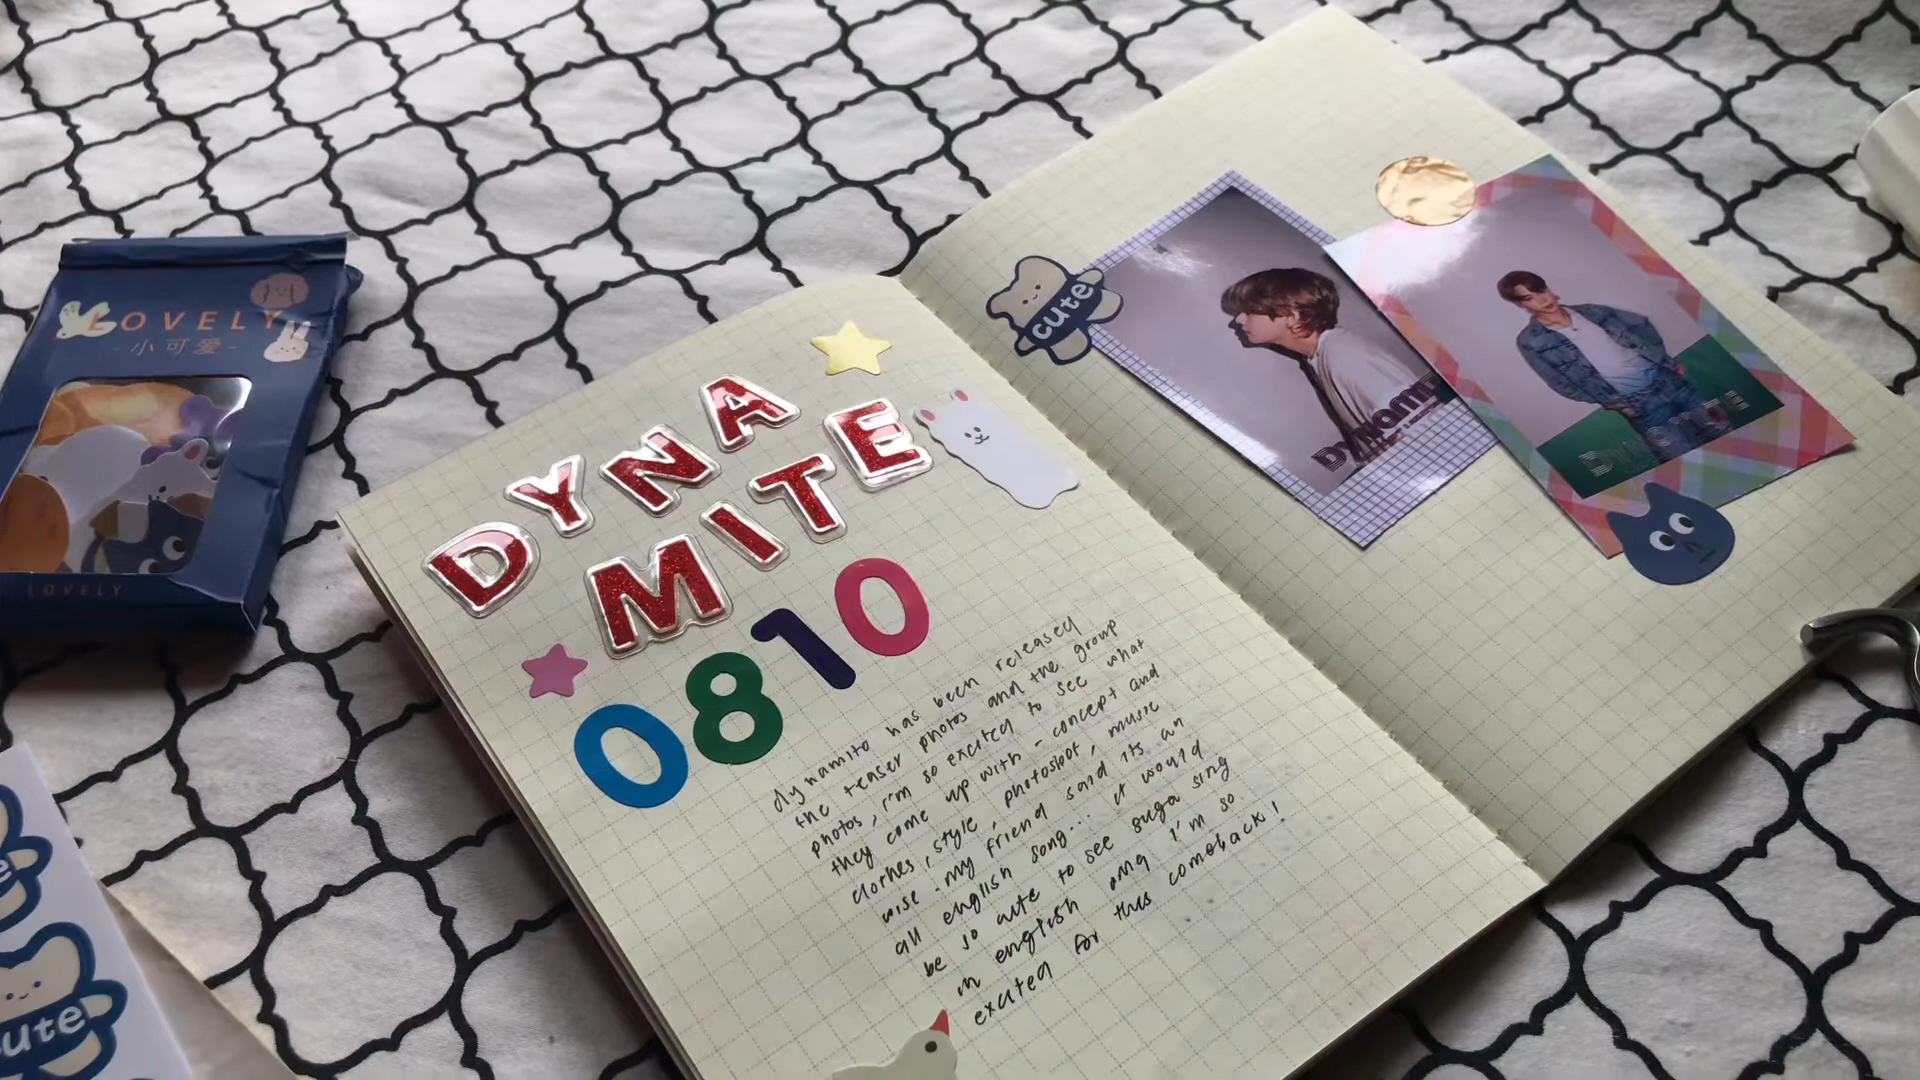 LOVELY
-小可爱-
LOVELY
DYNA
MITE
0810
dynamite has been released
the teaser photos and the group
photos, i'm so excited to see what
they come up with - concept and
clothes, style, photoshoot, music
wise - my friend said its an
all english song... it would
be so cute to see suga sing
in english omg i'm so
excited for this comeback!
cute
DYNAMITE
DYNAMITE
cute